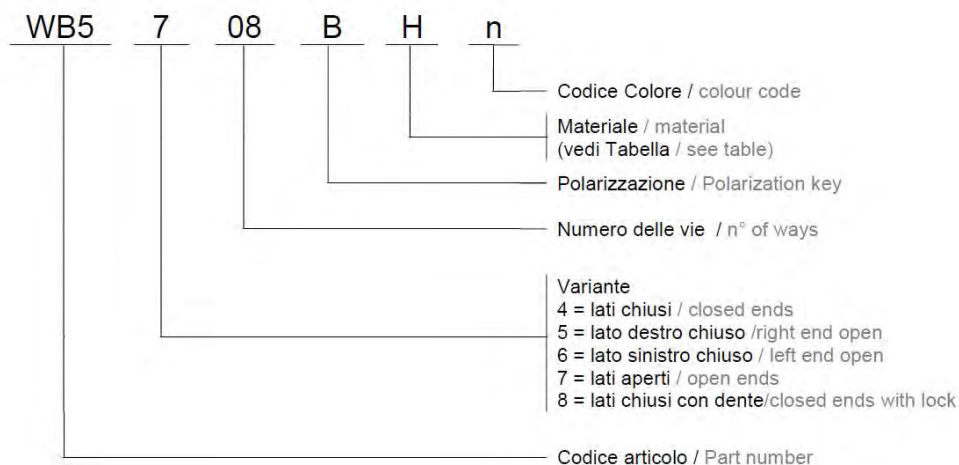 WB5 7 08 B H n
Codice Colore / colour code
Materiale / material
(vedi Tabella / see table)
Polarizzazione / Polarization key
Numero delle vie / n° of ways
Variante
4 = lati chiusi / closed ends
5 = lato destro chiuso /right end open
6 = lato sinistro chiuso / left end open
7 = lati aperti / open ends
8 = lati chiusi con dente/closed ends with lock
Codice articolo / Part number